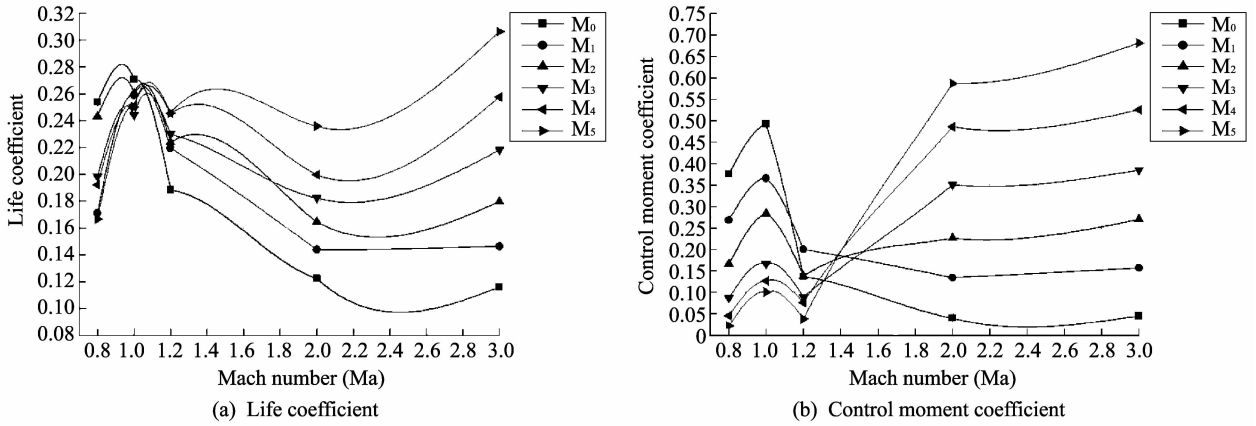 0.32
0.30
0.28
0.26
0.24
0.22
0.20
0.18
0.16
0.14
0.12
0.10
0.08
Life coefficient
0.8 1.0 1.2 1.4 1.6 1.8 2.0 2.2 2.4 2.6 2.8 3.0
Mach number (Ma)
(a) Life coefficient
M₀
M₁
M₂
M₃
M₄
M₅
0.75
0.70
0.65
0.60
0.55
0.50
0.45
0.40
0.35
0.30
0.25
0.20
0.15
0.10
0.05
0
Control moment coefficient
0.8 1.0 1.2 1.4 1.6 1.8 2.0 2.2 2.4 2.6 2.8 3.0
Mach number (Ma)
(b) Control moment coefficient
M₀
M₁
M₂
M₃
M₄
M₅